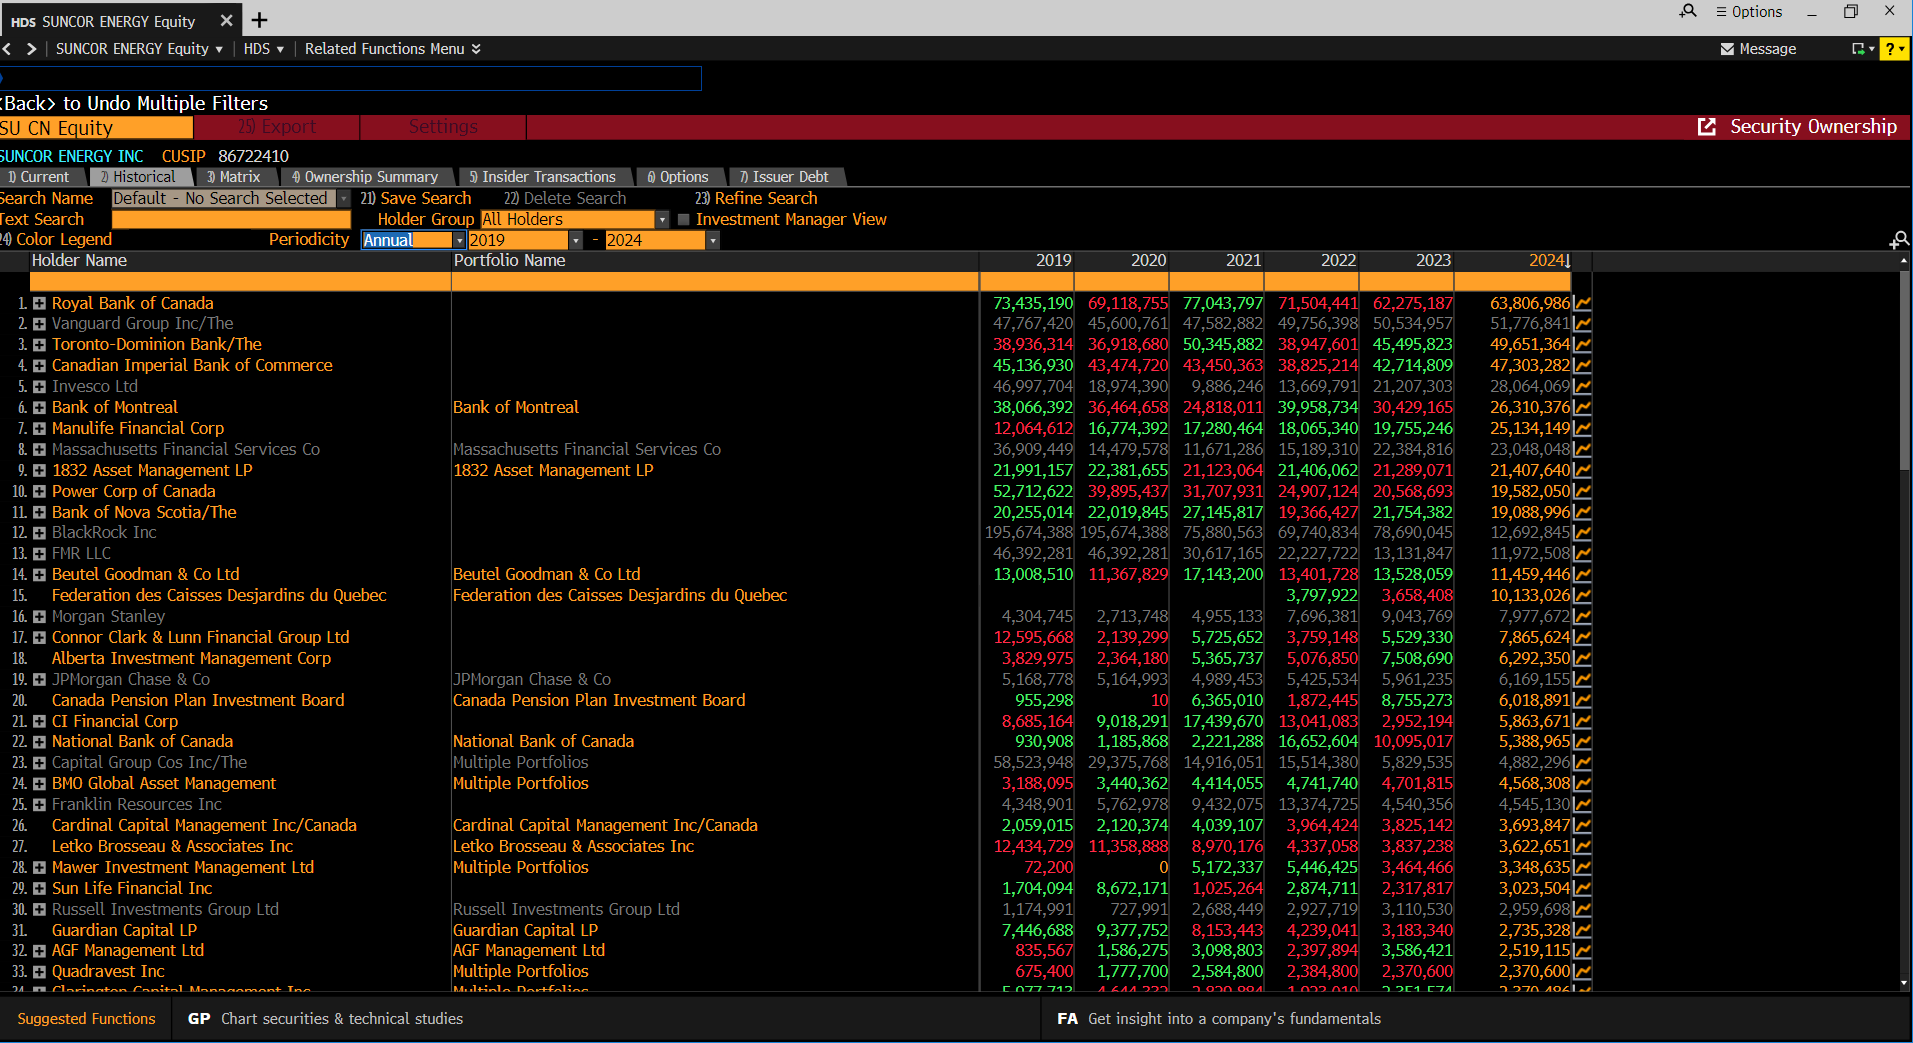 HDS SUNCOR ENERGY Equity × + Options
SUNCOR ENERGY Equity HDS Related Functions Menu Message ?
<Back> to Undo Multiple Filters
SU CN Equity 25) Export Settings Security Ownership
SUNCOR ENERGY INC CUSIP 86722410
1) Current 2) Historical 3) Matrix 4) Ownership Summary 5) Insider Transactions 6) Options 7) Issuer Debt
Search Name Default - No Search Selected 21) Save Search 22) Delete Search 23) Refine Search
Text Search Holder Group All Holders Investment Manager View
24) Color Legend Periodicity Annual 2019 - 2024
Holder Name Portfolio Name 2019 2020 2021 2022 2023 2024↓
1. Royal Bank of Canada 73,435,190 69,118,755 77,043,797 71,504,441 62,275,187 63,806,986
2. Vanguard Group Inc/The 47,767,420 45,600,761 47,582,882 49,756,398 50,534,957 51,776,841
3. Toronto-Dominion Bank/The 38,936,314 36,918,680 50,345,882 38,947,601 45,495,823 49,651,364
4. Canadian Imperial Bank of Commerce 45,136,930 43,474,720 43,450,363 38,825,214 42,714,809 47,303,282
5. Invesco Ltd 46,997,704 18,974,390 9,886,246 13,669,791 21,207,303 28,064,069
6. Bank of Montreal Bank of Montreal 38,066,392 36,464,658 24,818,011 39,958,734 30,429,165 26,310,376
7. Manulife Financial Corp 12,064,612 16,774,392 17,280,464 18,065,340 19,755,246 25,134,149
8. Massachusetts Financial Services Co Massachusetts Financial Services Co 36,909,449 14,479,578 11,671,286 15,189,310 22,384,816 23,048,048
9. 1832 Asset Management LP 1832 Asset Management LP 21,991,157 22,381,655 21,123,064 21,406,062 21,289,071 21,407,640
10. Power Corp of Canada 52,712,622 39,895,437 31,707,931 24,907,124 20,568,693 19,582,050
11. Bank of Nova Scotia/The 20,255,014 22,019,845 27,145,817 19,366,427 21,754,382 19,088,996
12. BlackRock Inc 195,674,388 195,674,388 75,880,563 69,740,834 78,690,045 12,692,845
13. FMR LLC 46,392,281 46,392,281 30,617,165 22,227,722 13,131,847 11,972,508
14. Beutel Goodman & Co Ltd Beutel Goodman & Co Ltd 13,008,510 11,367,829 17,143,200 13,401,728 13,528,059 11,459,446
15. Federation des Caisses Desjardins du Quebec Federation des Caisses Desjardins du Quebec 3,797,922 3,658,408 10,133,026
16. Morgan Stanley 4,304,745 2,713,748 4,955,133 7,696,381 9,043,769 7,977,672
17. Connor Clark & Lunn Financial Group Ltd 12,595,668 2,139,299 5,725,652 3,759,148 5,529,330 7,865,624
18. Alberta Investment Management Corp 3,829,975 2,364,180 5,365,737 5,076,850 7,508,690 6,292,350
19. JPMorgan Chase & Co JPMorgan Chase & Co 5,168,778 5,164,993 4,989,453 5,425,534 5,961,235 6,169,155
20. Canada Pension Plan Investment Board Canada Pension Plan Investment Board 955,298 10 6,365,010 1,872,445 8,755,273 6,018,891
21. CI Financial Corp 8,685,164 9,018,291 17,439,670 13,041,083 2,952,194 5,863,671
22. National Bank of Canada National Bank of Canada 930,908 1,185,868 2,221,288 16,652,604 10,095,017 5,388,965
23. Capital Group Cos Inc/The Multiple Portfolios 58,523,948 29,375,768 14,916,051 15,514,380 5,829,535 4,882,296
24. BMO Global Asset Management Multiple Portfolios 3,188,095 3,440,362 4,414,055 4,741,740 4,701,815 4,568,308
25. Franklin Resources Inc 4,348,901 5,762,978 9,432,075 13,374,725 4,540,356 4,545,130
26. Cardinal Capital Management Inc/Canada Cardinal Capital Management Inc/Canada 2,059,015 2,120,374 4,039,107 3,964,424 3,825,142 3,693,847
27. Letko Brosseau & Associates Inc Letko Brosseau & Associates Inc 12,434,729 11,358,888 8,970,176 4,337,058 3,837,238 3,622,651
28. Mawer Investment Management Ltd Multiple Portfolios 72,200 0 5,172,337 5,446,425 3,464,466 3,348,635
29. Sun Life Financial Inc 1,704,094 8,672,171 1,025,264 2,874,711 2,317,817 3,023,504
30. Russell Investments Group Ltd Russell Investments Group Ltd 1,174,991 727,991 2,688,449 2,927,719 3,110,530 2,959,698
31. Guardian Capital LP Guardian Capital LP 7,446,688 9,377,752 8,153,443 4,239,041 3,183,340 2,735,328
32. AGF Management Ltd AGF Management Ltd 835,567 1,586,275 3,098,803 2,397,894 3,586,421 2,519,115
33. Quadravest Inc Multiple Portfolios 675,400 1,777,700 2,584,800 2,384,800 2,370,600 2,370,600
34. Clarington Capital Management Inc Multiple Portfolios
Suggested Functions GP Chart securities & technical studies FA Get insight into a company's fundamentals